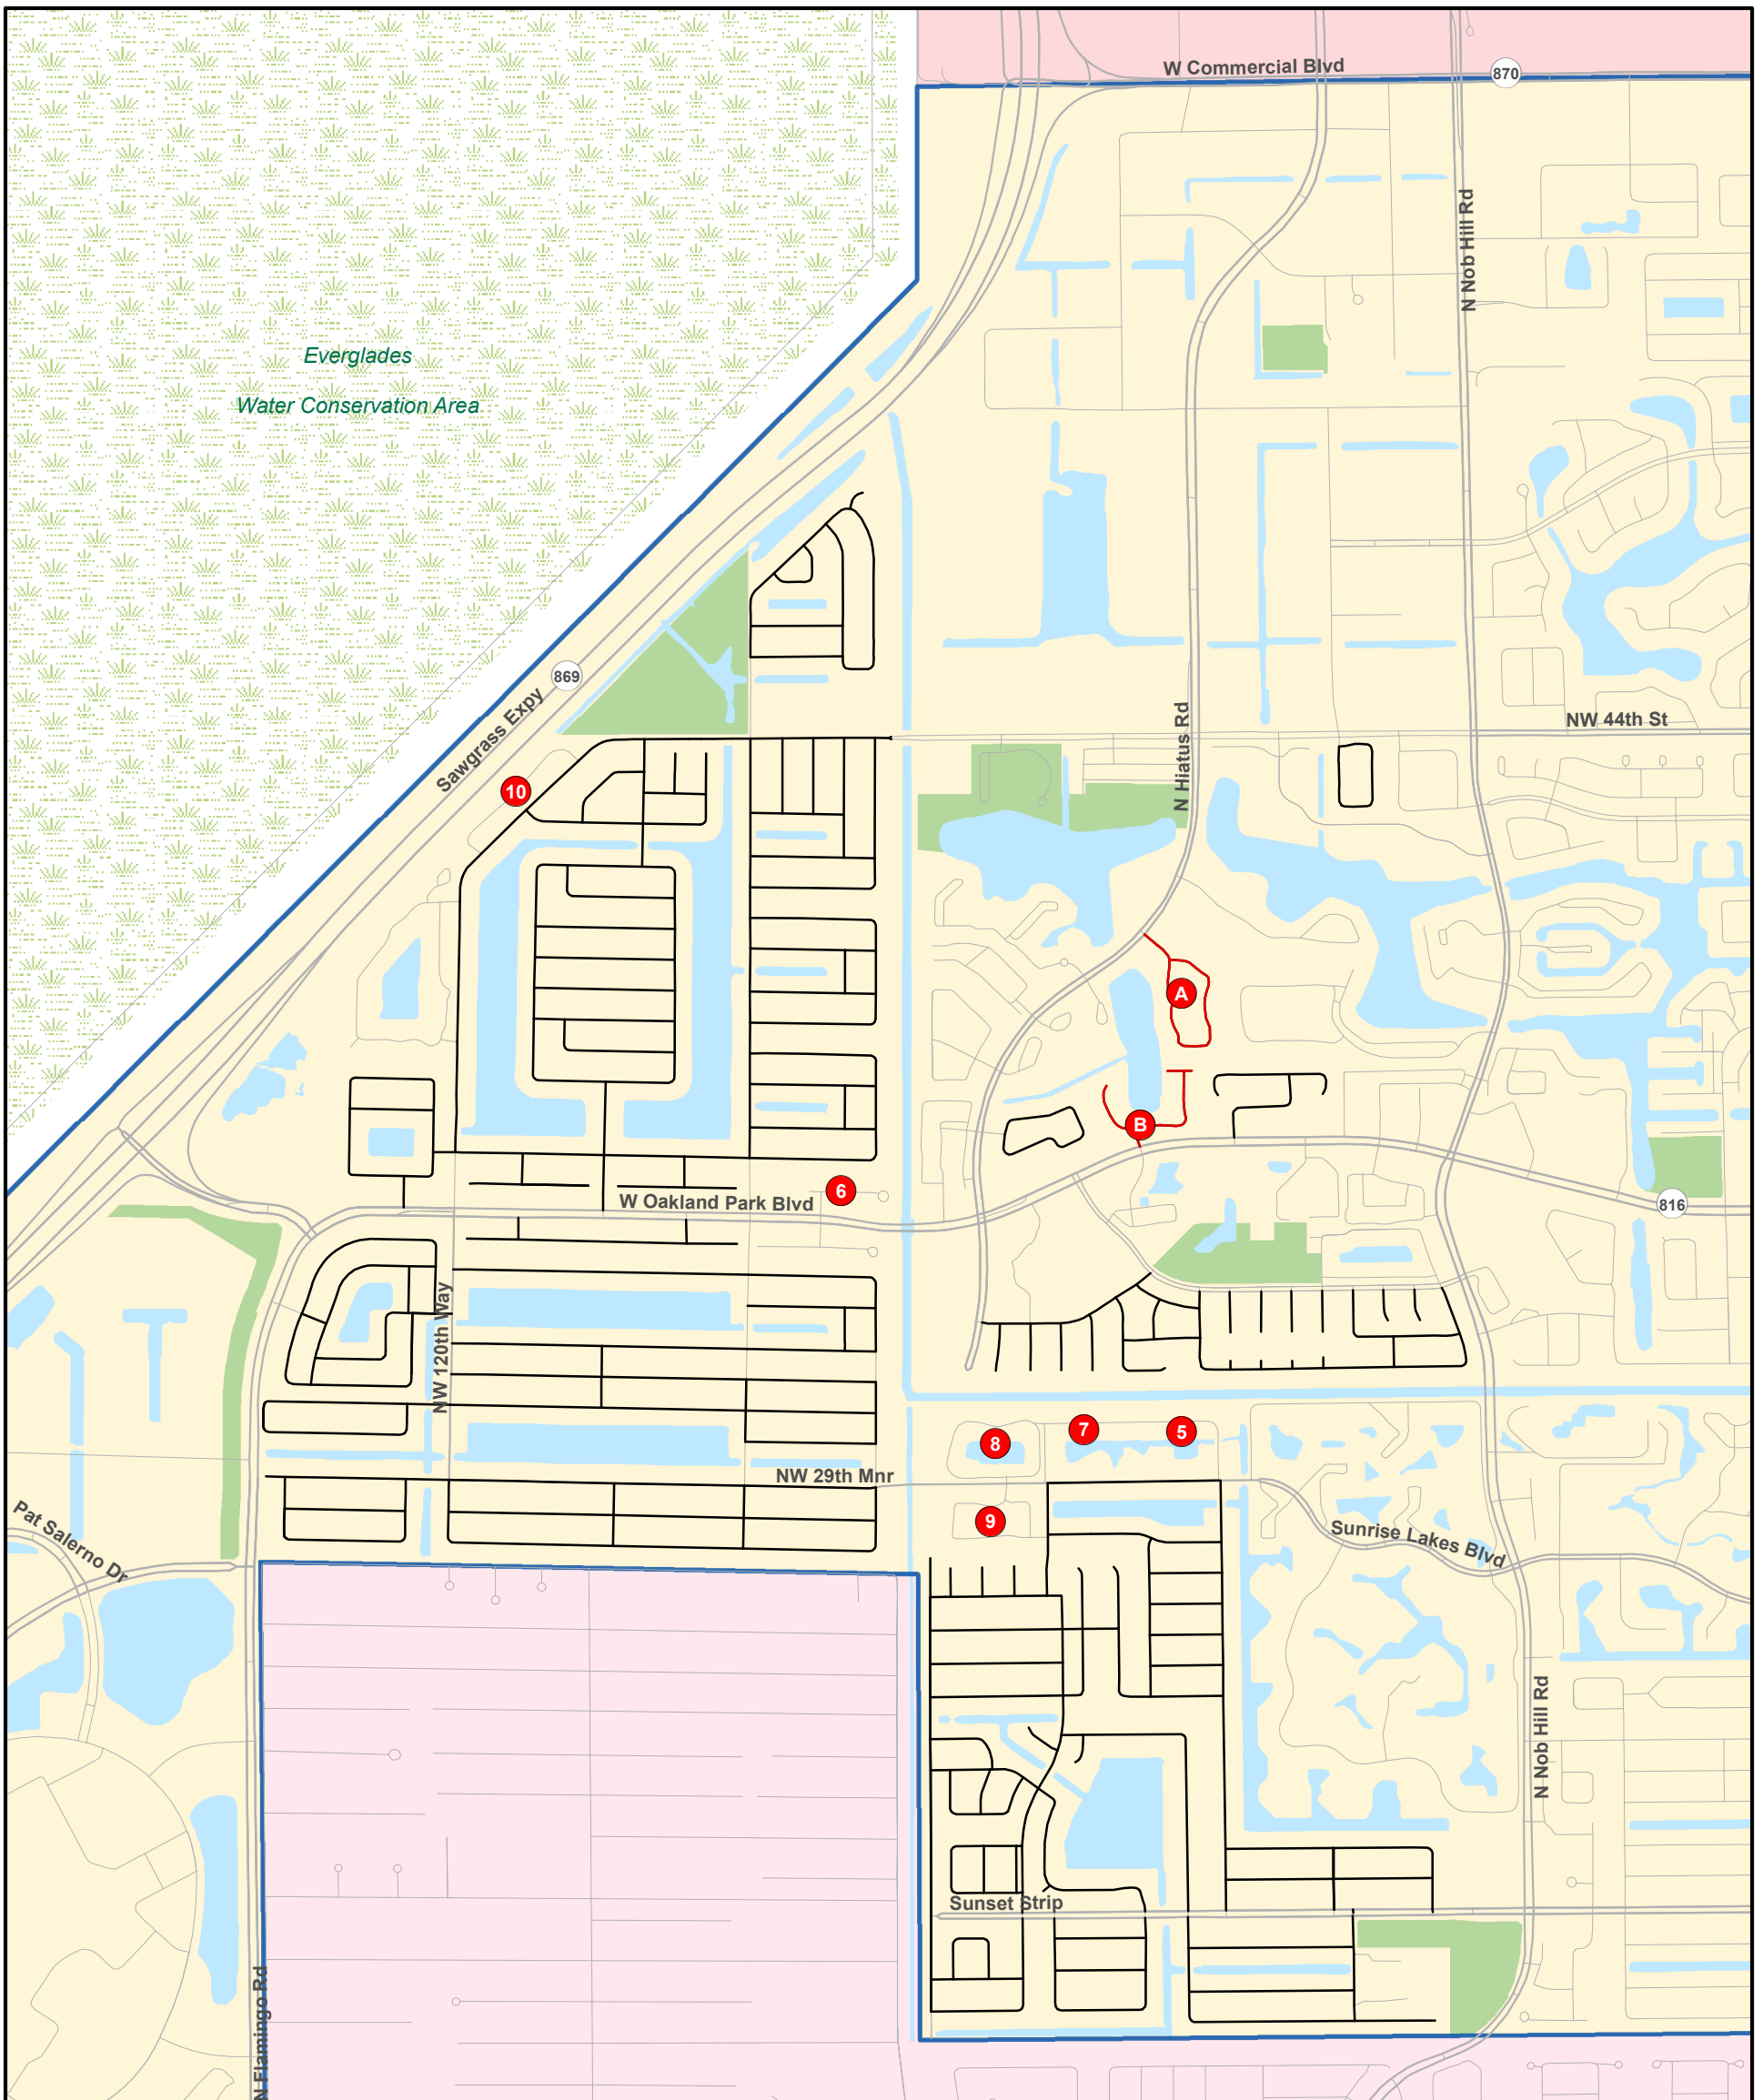 W Commercial Blvd
870
N Nob Hill Rd
Everglades
Water Conservation Area
869
Sawgrass Expy
NW 44th St
N Hiatus Rd
10
A
B
6
W Oakland Park Blvd
816
NW 120th Way
8
7
5
NW 29th Mnr
9
Pat Salerno Dr
Sunrise Lakes Blvd
N Nob Hill Rd
Sunset Strip
N Flamingo Rd